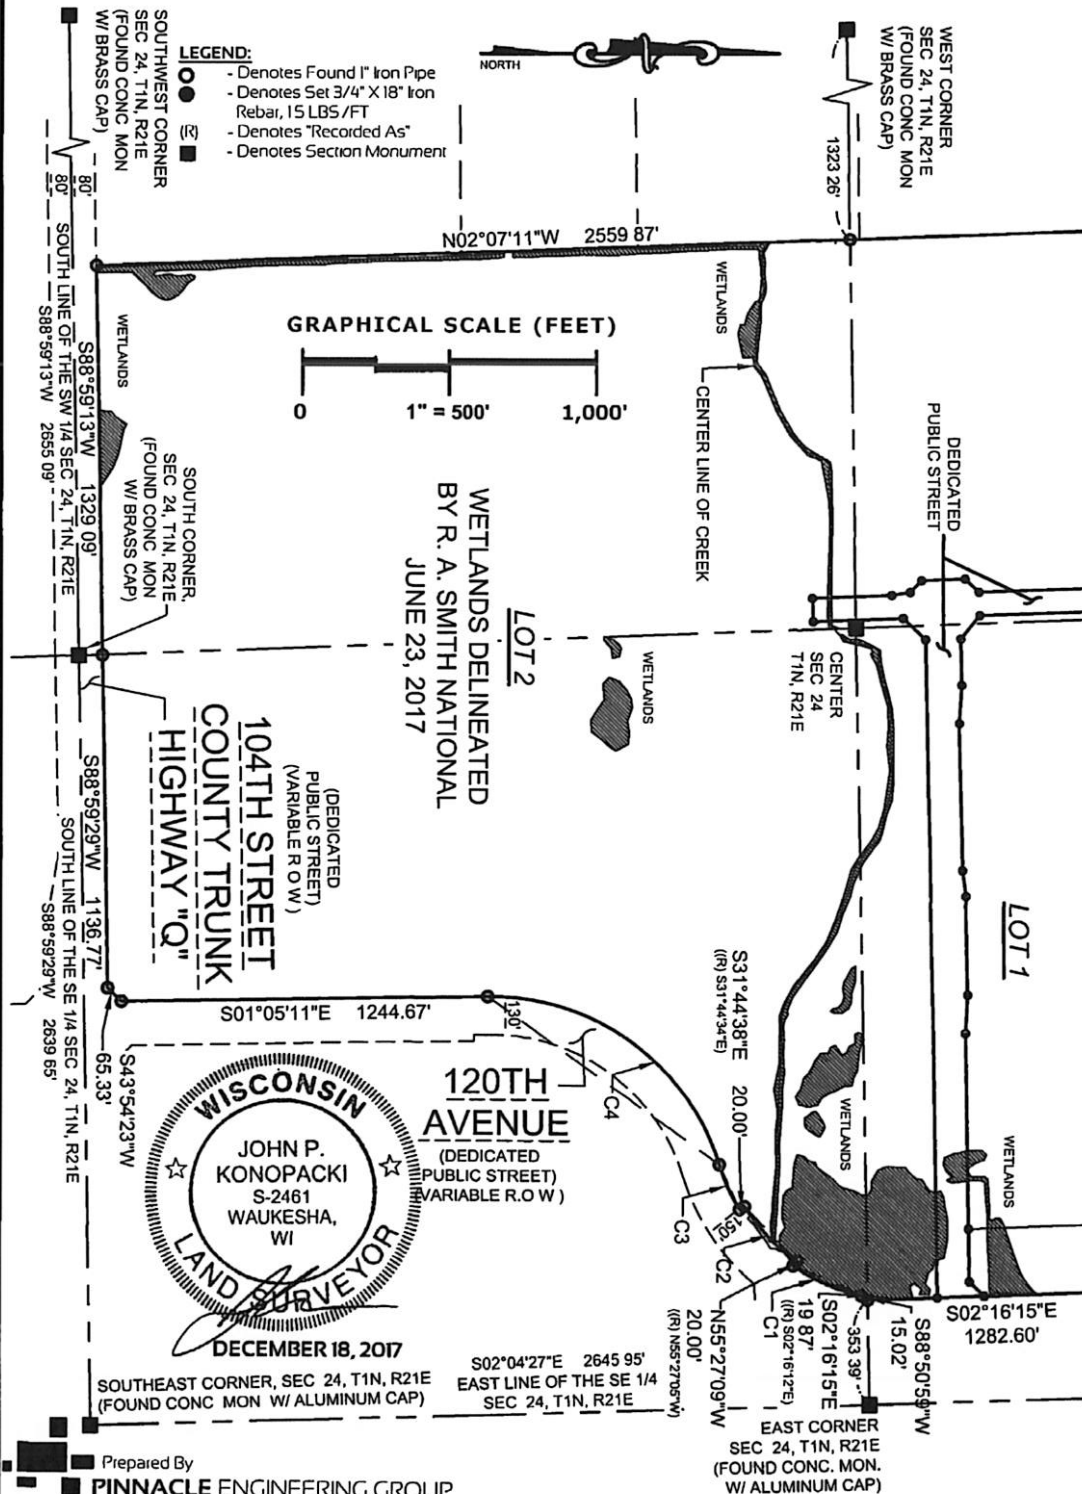 WEST CORNER
SEC 24, T1N, R21E
(FOUND CONC MON
W/ BRASS CAP)
SOUTHWEST CORNER
SEC 24, T1N, R21E
(FOUND CONC MON
W/ BRASS CAP)
LEGEND:
- Denotes Found 1" Iron Pipe
- Denotes Set 3/4" X 18" Iron
Rebar, 1.5 LBS/FT
(R) - Denotes "Recorded As"
- Denotes Section Monument
NORTH
1323 26'
80'
80'
N02°07'11"W 2559 87'
WETLANDS
WETLANDS
GRAPHICAL SCALE (FEET)
0 1" = 500' 1,000'
CENTER LINE OF CREEK
DEDICATED
PUBLIC STREET
S88°59'13"W 1329 09'
SOUTH LINE OF THE SW 1/4 SEC 24, T1N, R21E
S88°59'13"W 2655 09'
SOUTH CORNER,
SEC 24, T1N, R21E
(FOUND CONC MON
W/ BRASS CAP)
LOT 2
WETLANDS DELINEATED
BY R. A. SMITH NATIONAL
JUNE 23, 2017
WETLANDS
CENTER
SEC 24
T1N, R21E
(DEDICATED
PUBLIC STREET)
(VARIABLE R O W )
104TH STREET
COUNTY TRUNK
HIGHWAY "Q"
S88°59'29"W 1136.77'
SOUTH LINE OF THE SE 1/4 SEC 24, T1N, R21E
S88°59'29"W 2639 65'
LOT 1
S31°44'38"E 20.00'
((R) S31°44'34"E)
S01°05'11"E 1244.67'
130'
65.33'
S43°54'23"W
120TH
AVENUE
(DEDICATED
PUBLIC STREET)
(VARIABLE R.O W )
C4
C3
150'
C2
C1
WETLANDS
WETLANDS
WISCONSIN
JOHN P.
KONOPACKI
S-2461
WAUKESHA,
WI
LAND SURVEYOR
DECEMBER 18, 2017
S02°16'15"E
1282.60'
S88°50'59"W
15.02'
353 39'
S02°16'15"E
19 87'
((R) S02°16'12"E)
N55°27'09"W
20.00'
((R) N55°27'05"W)
S02°04'27"E 2645 95'
EAST LINE OF THE SE 1/4
SEC 24, T1N, R21E
SOUTHEAST CORNER, SEC 24, T1N, R21E
(FOUND CONC MON W/ ALUMINUM CAP)
EAST CORNER
SEC 24, T1N, R21E
(FOUND CONC. MON.
W/ ALUMINUM CAP)
Prepared By
PINNACLE ENGINEERING GROUP